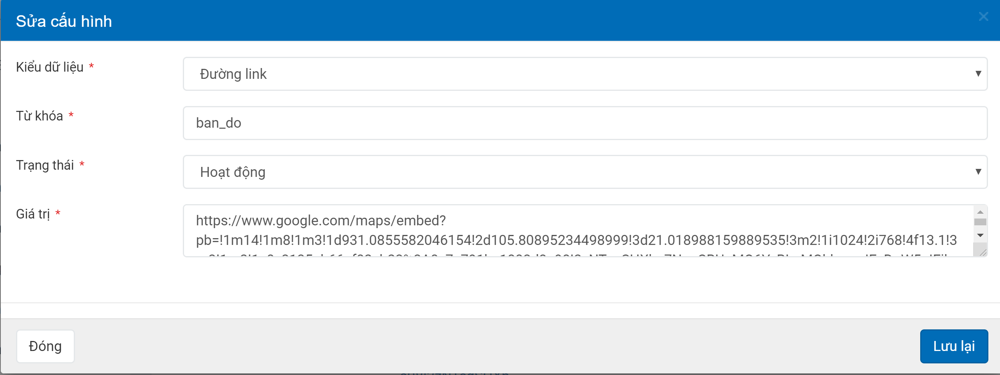 Sửa cấu hình
Kiểu dữ liệu *
Đường link
Từ khóa *
ban_do
Trạng thái *
Hoạt động
Giá trị *
https://www.google.com/maps/embed?
pb=!1m14!1m8!1m3!1d931.0855582046154!2d105.80895234498999!3d21.018988159889535!3m2!1i1024!2i768!4f13.1!3
Đóng
Lưu lại